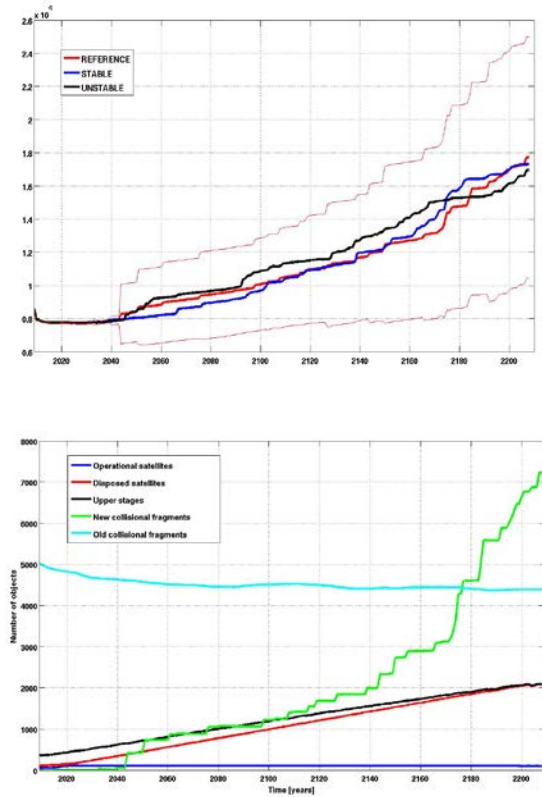 x 10⁴
2.6
2.4
2.2
2
1.8
1.6
1.4
1.2
1
0.8
0.6
REFERENCE
STABLE
UNSTABLE
2020 2040 2060 2080 2100 2120 2140 2160 2180 2200
8000
7000
6000
5000
4000
3000
2000
1000
0
Number of objects
Operational satellites
Disposed satellites
Upper stages
New collisional fragments
Old collisional fragments
2020 2040 2060 2080 2100 2120 2140 2160 2180 2200
Time [years]